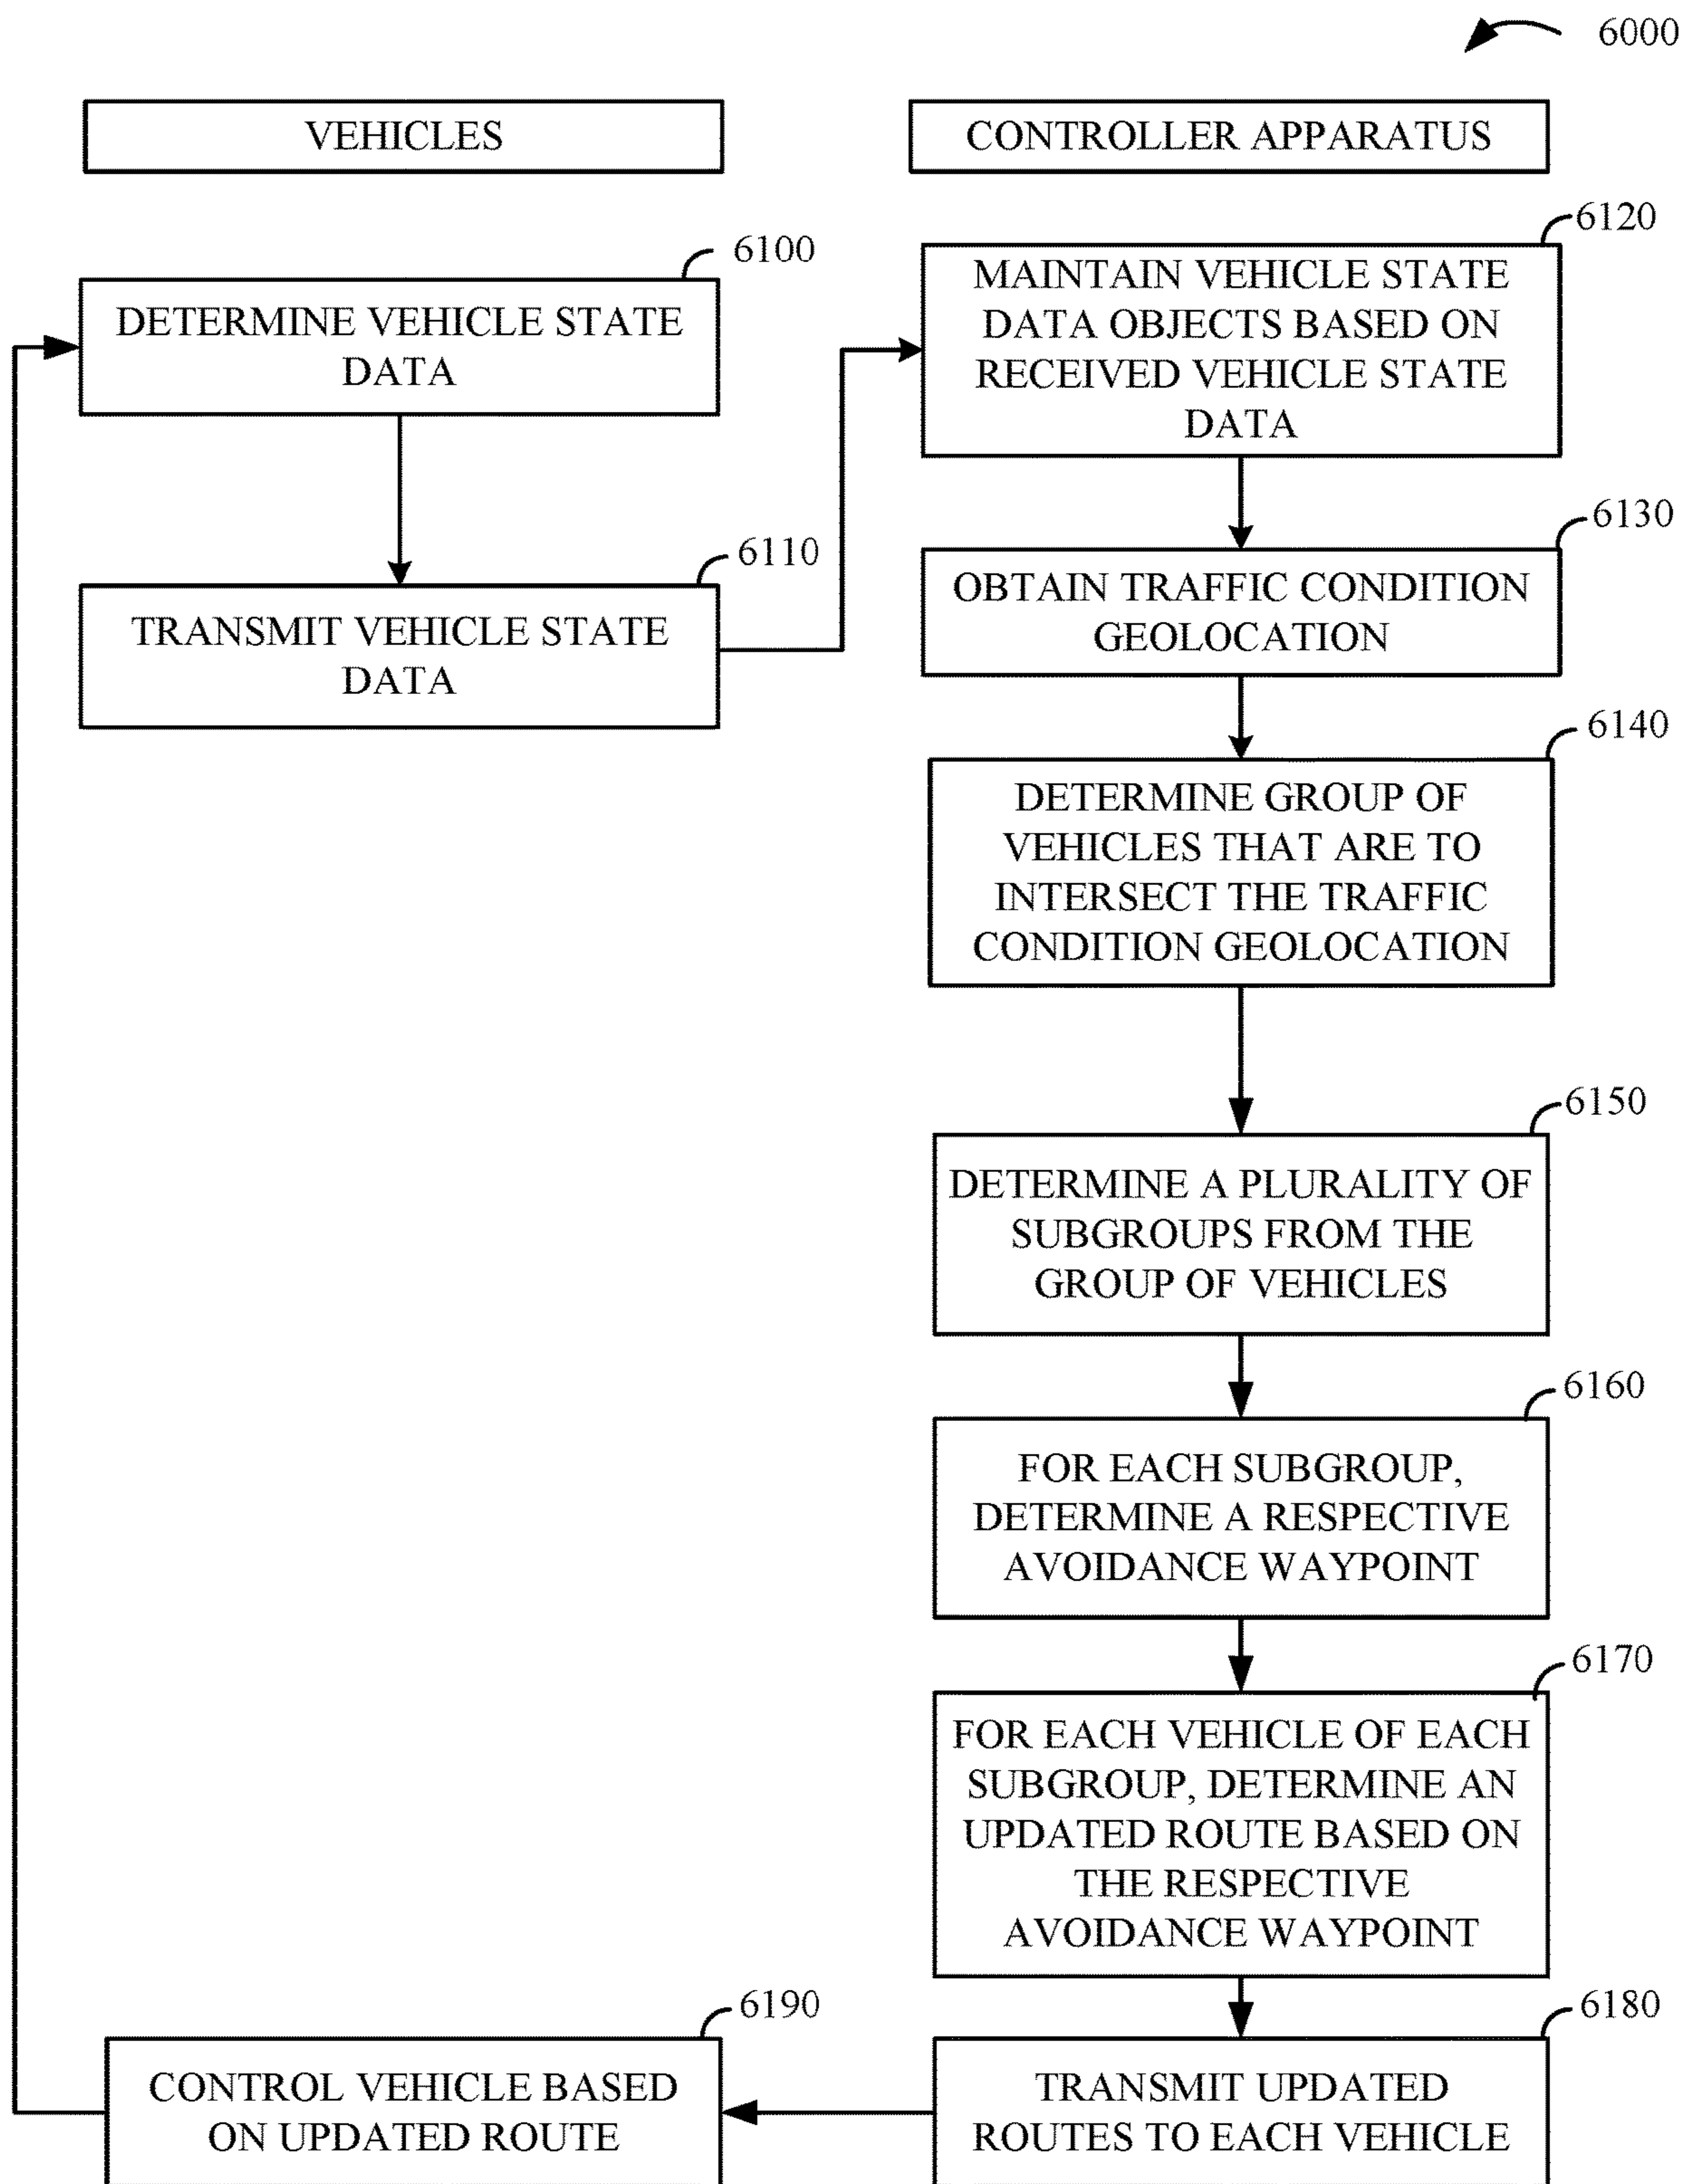 6000
VEHICLES
CONTROLLER APPARATUS
6100
DETERMINE VEHICLE STATE
DATA
6110
TRANSMIT VEHICLE STATE
DATA
6120
MAINTAIN VEHICLE STATE
DATA OBJECTS BASED ON
RECEIVED VEHICLE STATE
DATA
6130
OBTAIN TRAFFIC CONDITION
GEOLOCATION
6140
DETERMINE GROUP OF
VEHICLES THAT ARE TO
INTERSECT THE TRAFFIC
CONDITION GEOLOCATION
6150
DETERMINE A PLURALITY OF
SUBGROUPS FROM THE
GROUP OF VEHICLES
6160
FOR EACH SUBGROUP,
DETERMINE A RESPECTIVE
AVOIDANCE WAYPOINT
6170
FOR EACH VEHICLE OF EACH
SUBGROUP, DETERMINE AN
UPDATED ROUTE BASED ON
THE RESPECTIVE
AVOIDANCE WAYPOINT
6180
TRANSMIT UPDATED
ROUTES TO EACH VEHICLE
6190
CONTROL VEHICLE BASED
ON UPDATED ROUTE